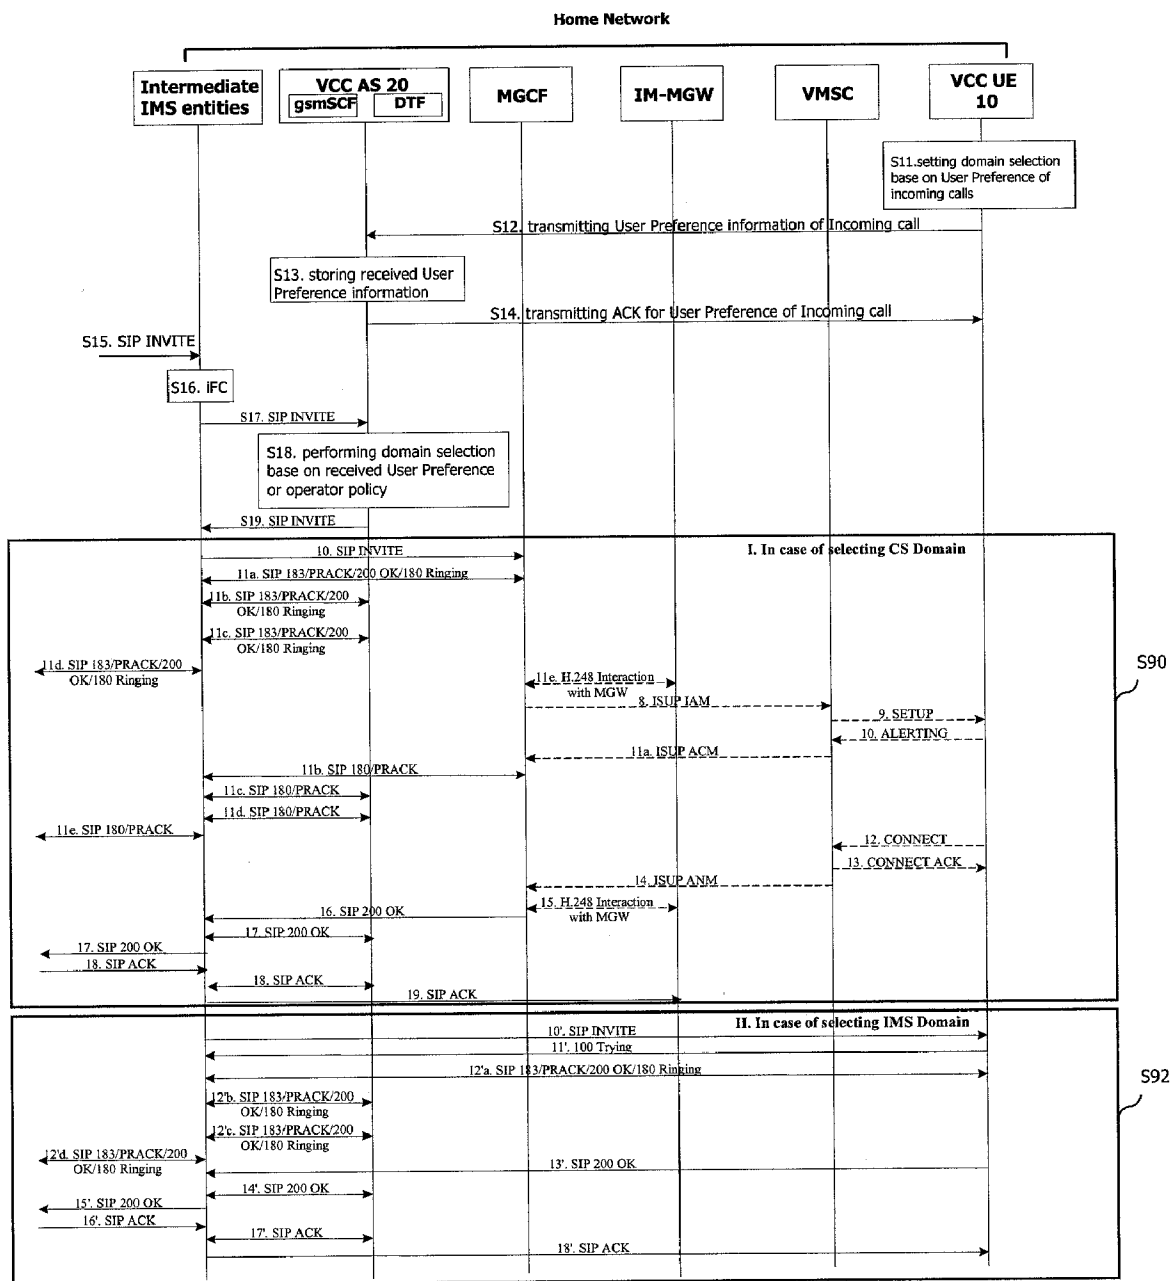 Home Network
Intermediate
IMS entities
VCC AS 20
gsmSCF
DTF
MGCF
IM-MGW
VMSC
VCC UE
10
S11.setting domain selection
base on User Preference of
incoming calls
S12. transmitting User Preference information of Incoming call
S13. storing received User
Preference information
S14. transmitting ACK for User Preference of Incoming call
S15. SIP INVITE
S16. iFC
S17. SIP INVITE
S18. performing domain selection
base on received User Preference
or operator policy
S19. SIP INVITE
I. In case of selecting CS Domain
10. SIP INVITE
11a. SIP 183/PRACK/200 OK/180 Ringing
11b. SIP 183/PRACK/200
OK/180 Ringing
11c. SIP 183/PRACK/200
OK/180 Ringing
11d. SIP 183/PRACK/200
OK/180 Ringing
S90
11e. H.248 Interaction
with MGW
8. ISUP IAM
9. SETUP
10. ALERTING
11a. ISUP ACM
11b. SIP 180/PRACK
11c. SIP 180/PRACK
11d. SIP 180/PRACK
11e. SIP 180/PRACK
12. CONNECT
13. CONNECT ACK
14. ISUP ANM
15. H.248 Interaction
with MGW
16. SIP 200 OK
17. SIP 200 OK
17. SIP 200 OK
18. SIP ACK
18. SIP ACK
19. SIP ACK
II. In case of selecting IMS Domain
10'. SIP INVITE
11'. 100 Trying
12'a. SIP 183/PRACK/200 OK/180 Ringing
S92
12'b. SIP 183/PRACK/200
OK/180 Ringing
12'c. SIP 183/PRACK/200
OK/180 Ringing
12'd. SIP 183/PRACK/200
OK/180 Ringing
13'. SIP 200 OK
14'. SIP 200 OK
15'. SIP 200 OK
16'. SIP ACK
17'. SIP ACK
18'. SIP ACK